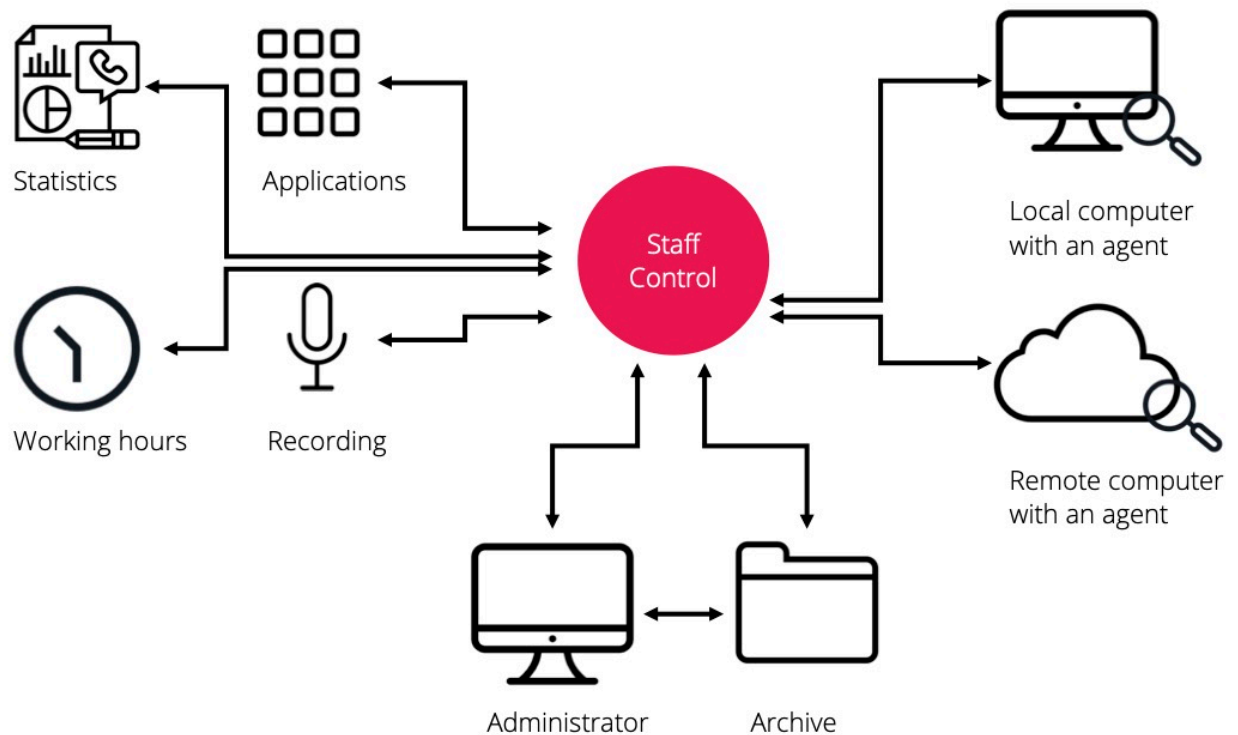 Statistics
Applications
Staff
Control
Local computer
with an agent
Working hours
Recording
Remote computer
with an agent
Administrator
Archive